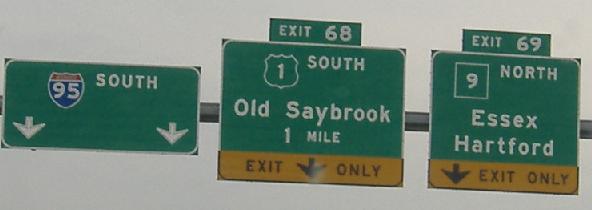 95 SOUTH
EXIT 68
1 SOUTH
Old Saybrook
1 MILE
EXIT ONLY
EXIT 69
9 NORTH
Essex
Hartford
EXIT ONLY